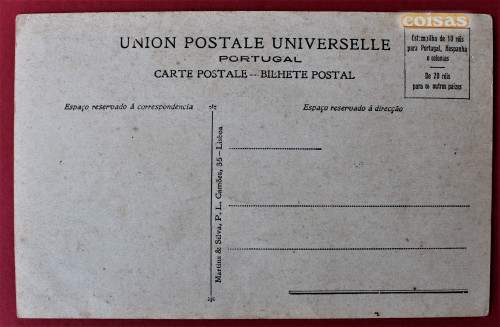 coisas
UNION POSTALE UNIVERSELLE
PORTUGAL
CARTE POSTALE -- BILHETE POSTAL
Estampilha de 10 réis
para Portugal, Hespanha
e colonias
De 20 réis
para os outros paizes
Espaço reservado á correspondencia
Espaço reservado á direcção
Martins & Silva, P. L. Camões, 35 - Lisboa